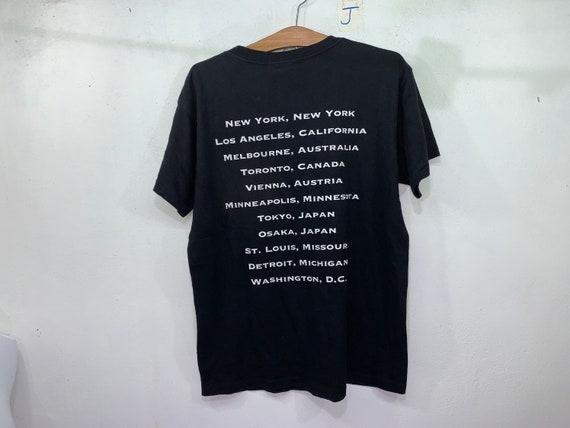 J
New York, New York
Los Angeles, California
Melbourne, Australia
Toronto, Canada
Vienna, Austria
Minneapolis, Minnesota
Tokyo, Japan
Osaka, Japan
St. Louis, Missouri
Detroit, Michigan
Washington, D.C.